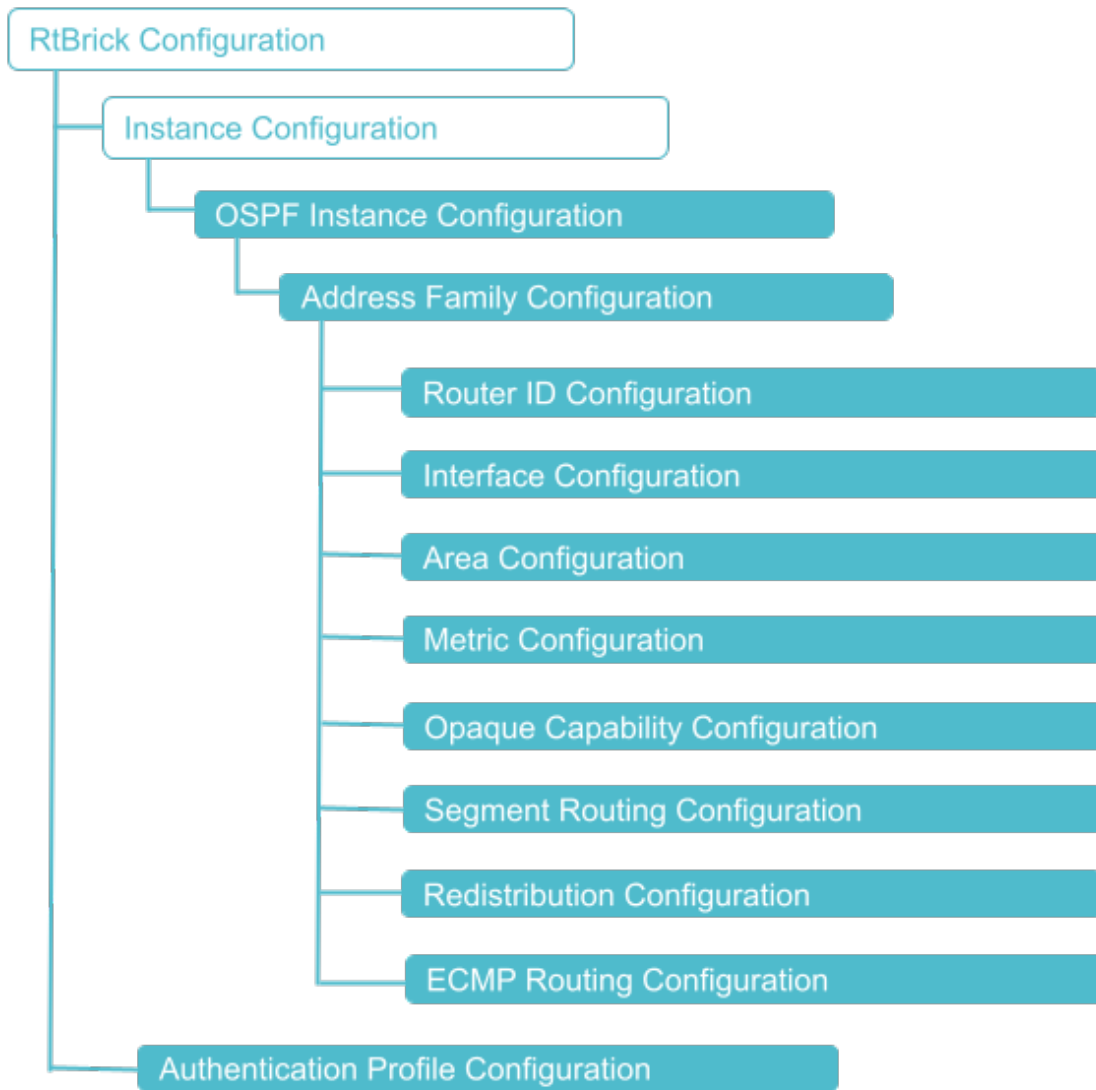 RtBrick Configuration
Instance Configuration
OSPF Instance Configuration
Address Family Configuration
Router ID Configuration
Interface Configuration
Area Configuration
Metric Configuration
Opaque Capability Configuration
Segment Routing Configuration
Redistribution Configuration
ECMP Routing Configuration
Authentication Profile Configuration